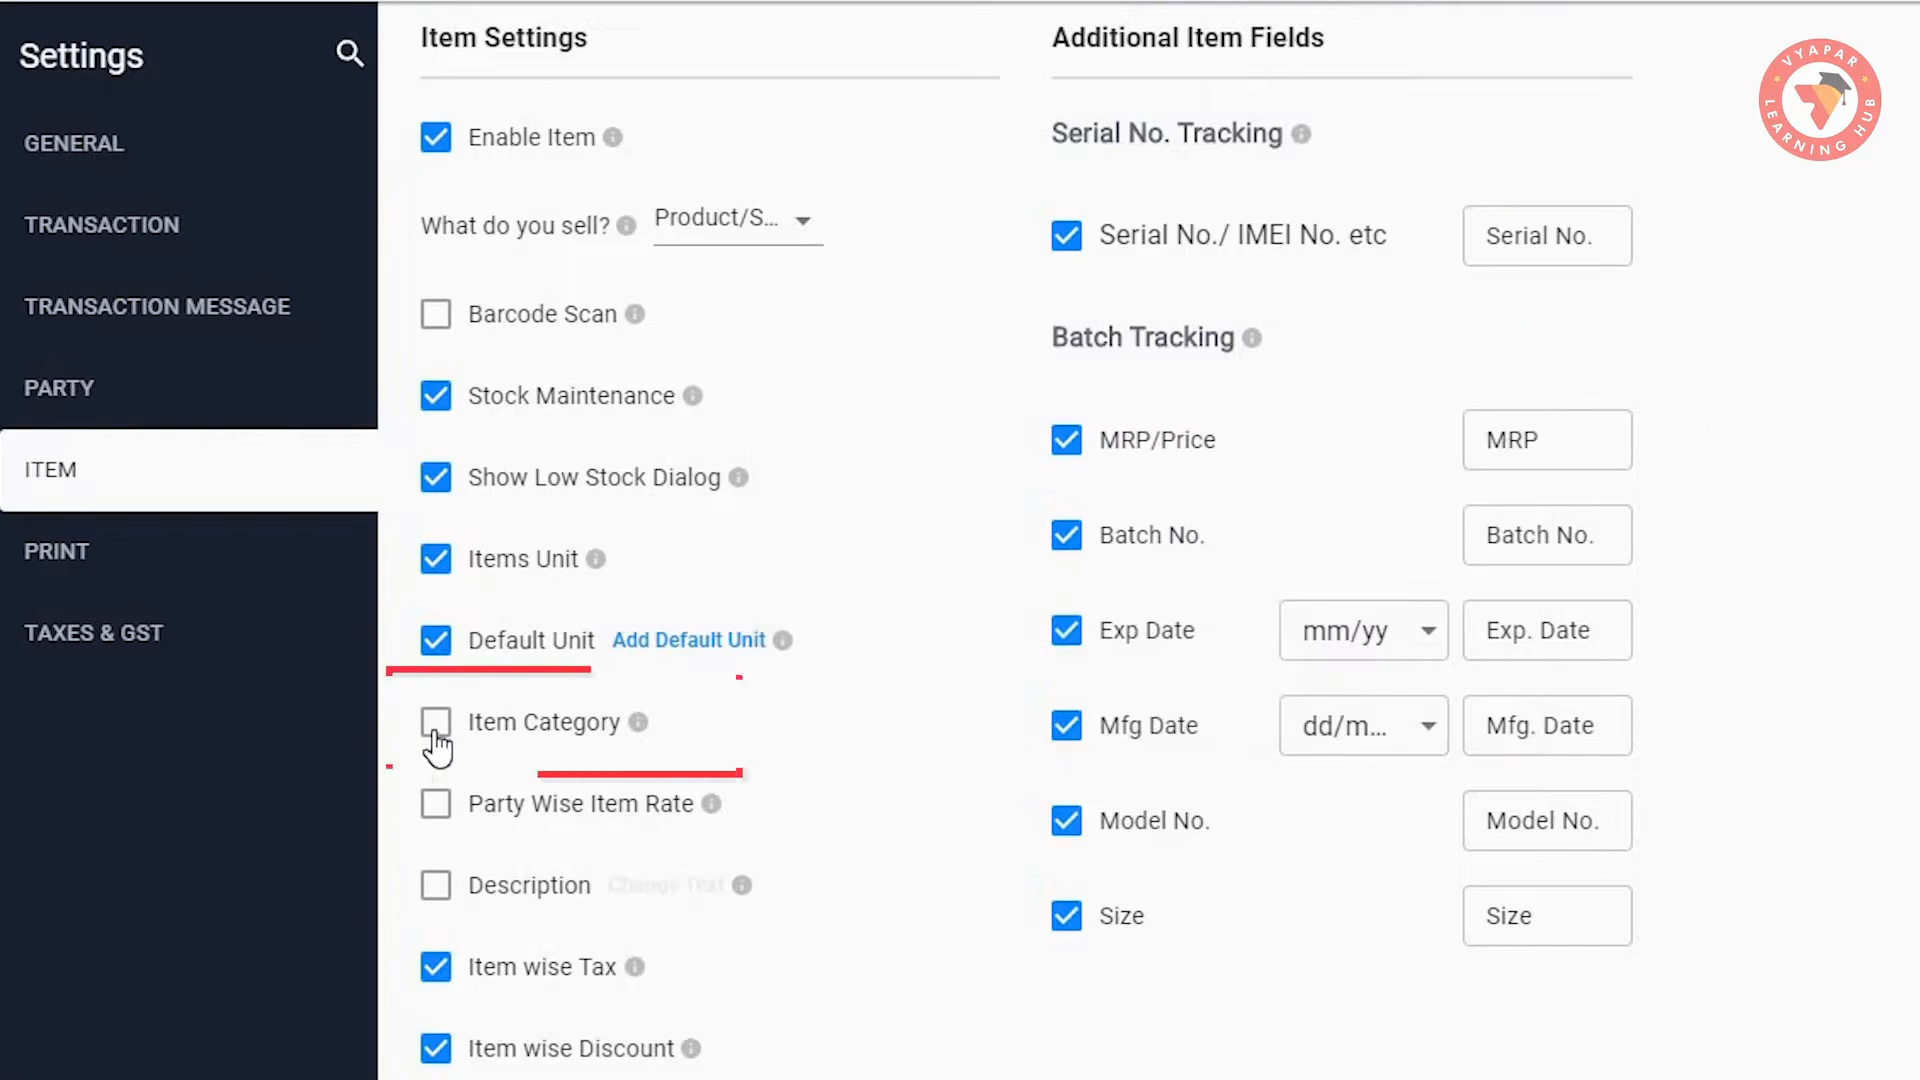 Settings
GENERAL
TRANSACTION
TRANSACTION MESSAGE
PARTY
ITEM
PRINT
TAXES & GST
Item Settings
Enable Item
What do you sell? Product/S...
Barcode Scan
Stock Maintenance
Show Low Stock Dialog
Items Unit
Default Unit Add Default Unit
Item Category
Party Wise Item Rate
Description Change Text
Item wise Tax
Item wise Discount
Additional Item Fields
Serial No. Tracking
Serial No./ IMEI No. etc Serial No.
Batch Tracking
MRP/Price MRP
Batch No. Batch No.
Exp Date mm/yy Exp. Date
Mfg Date dd/m... Mfg. Date
Model No. Model No.
Size Size
VYAPAR
LEARNING HUB